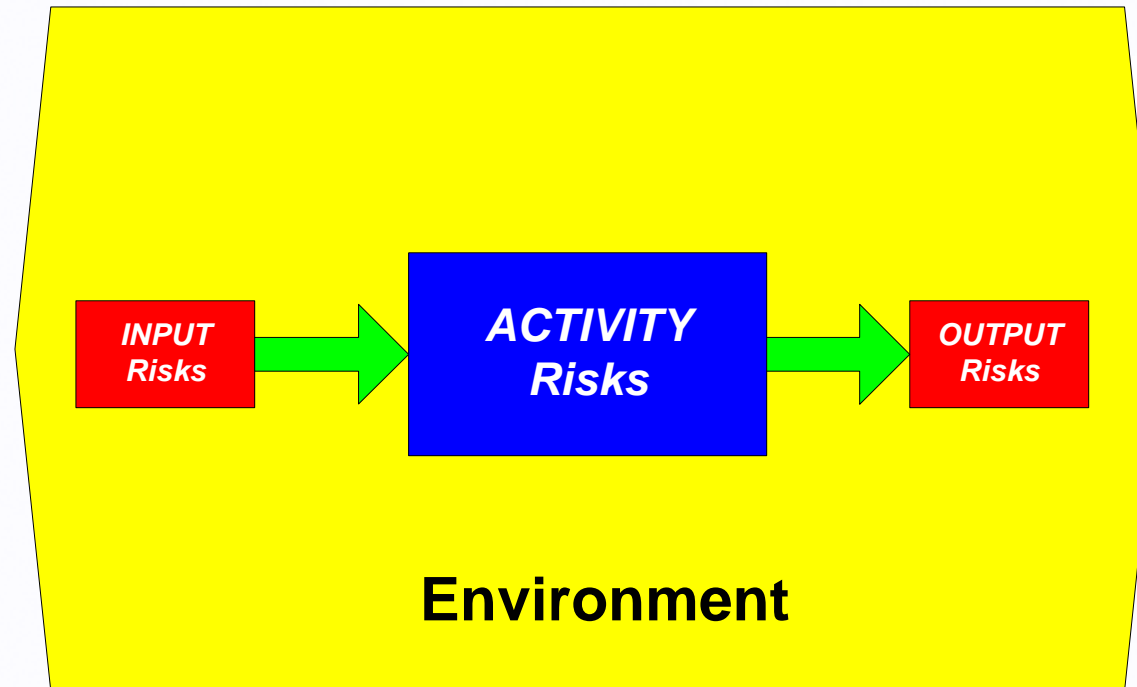 INPUT
Risks
ACTIVITY
Risks
OUTPUT
Risks
Environment